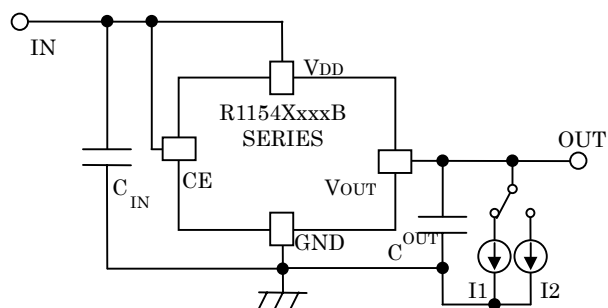 IN
VDD
R1154XxxxB
SERIES
OUT
CE
VOUT
CIN
GND
COUT
I1 I2